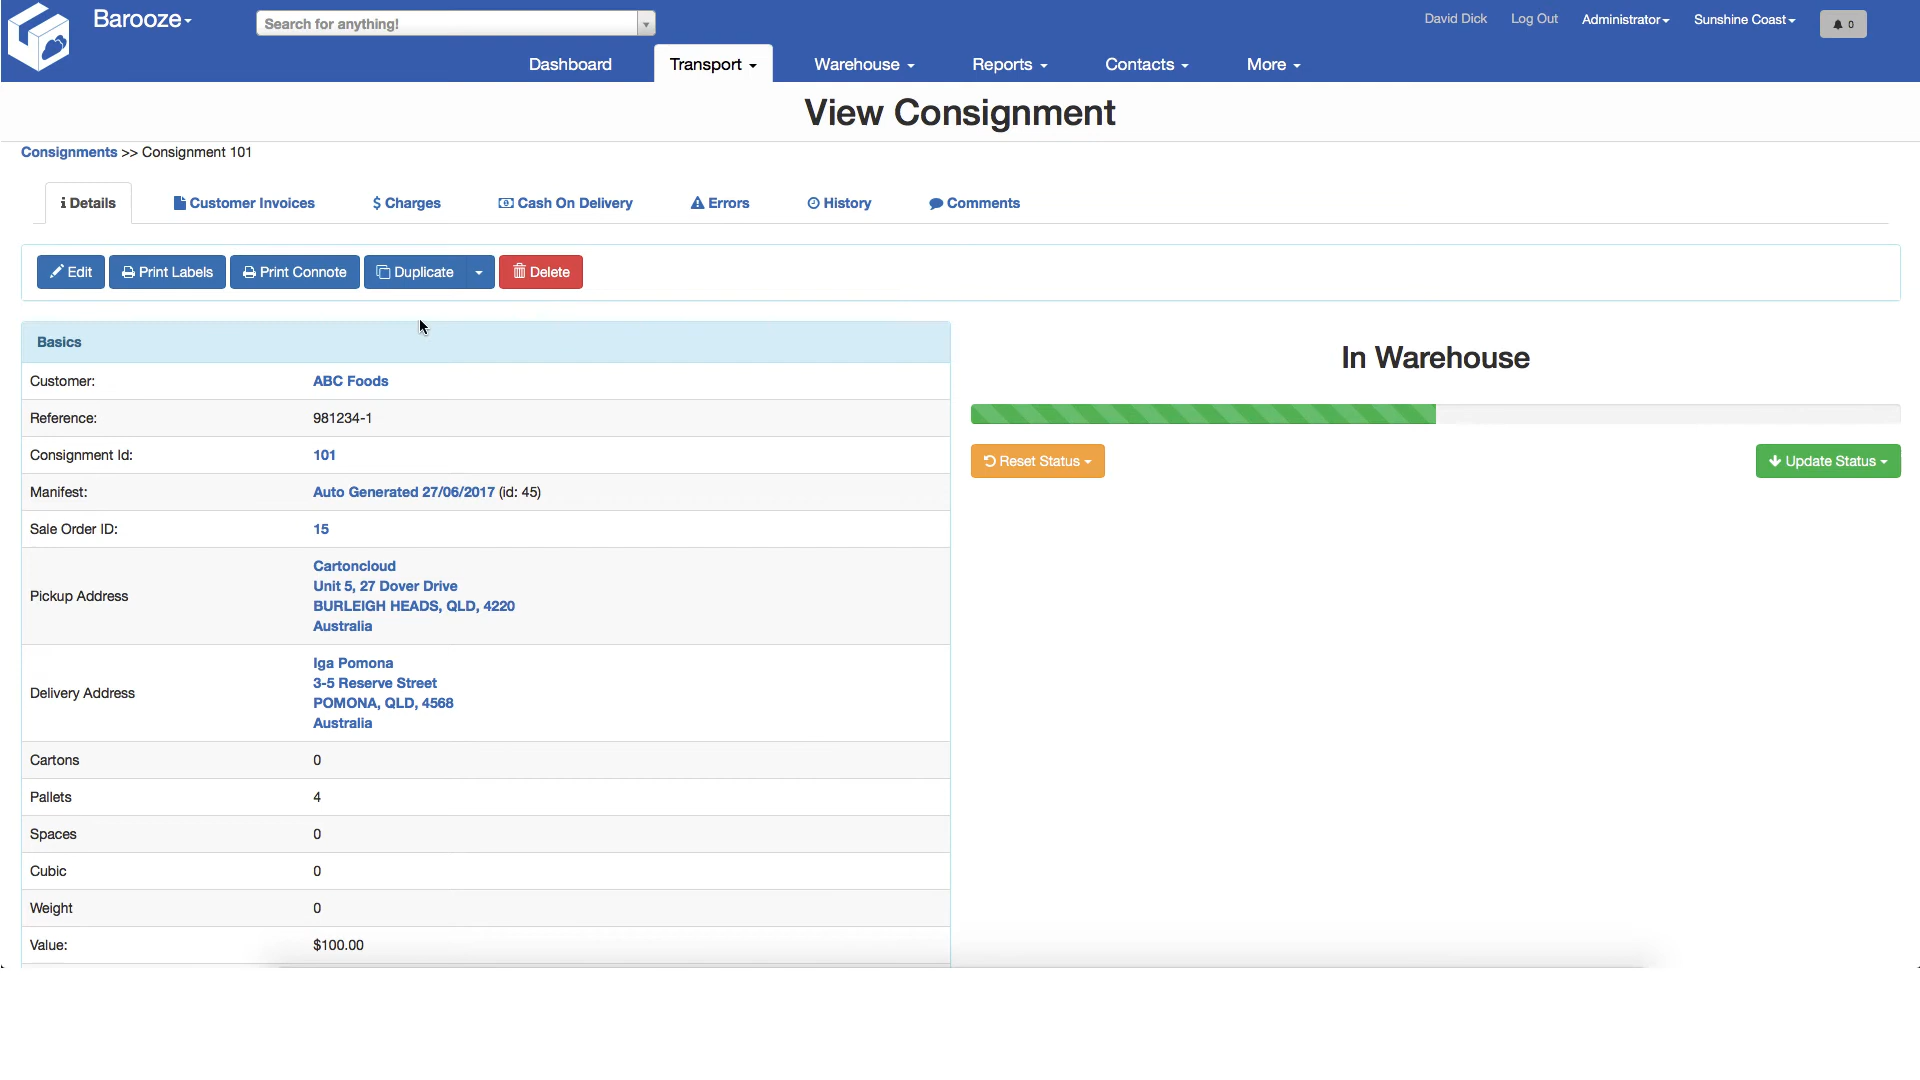 Barooze
Search for anything!
David Dick
Log Out
Administrator
Sunshine Coast
0
Dashboard
Transport
Warehouse
Reports
Contacts
More
View Consignment
Consignments >> Consignment 101
Details
Customer Invoices
Charges
Cash On Delivery
Errors
History
Comments
Edit
Print Labels
Print Connote
Duplicate
Delete
Basics
Customer: ABC Foods
Reference: 981234-1
Consignment Id: 101
Manifest: Auto Generated 27/06/2017 (id: 45)
Sale Order ID: 15
Pickup Address
Cartoncloud
Unit 5, 27 Dover Drive
BURLEIGH HEADS, QLD, 4220
Australia
Delivery Address
Iga Pomona
3-5 Reserve Street
POMONA, QLD, 4568
Australia
Cartons 0
Pallets 4
Spaces 0
Cubic 0
Weight 0
Value: $100.00
In Warehouse
Reset Status
Update Status